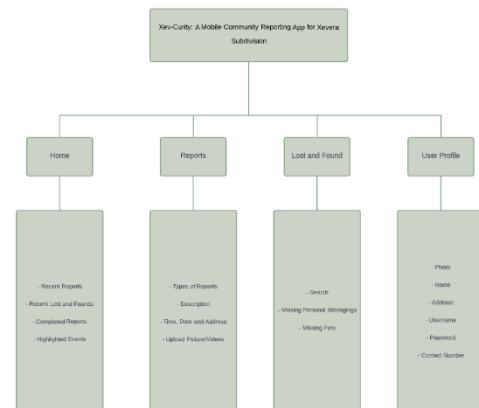 Xev-Curity: A Mobile Community Reporting App for Xevera
Subdivision
Home
Reports
Lost and Found
User Profile
- Recent Reports
- Recent Lost and Founds
- Completed Reports
- Highlighted Events
- Types of Reports
- Description
-Time, Date and Address
- Upload Picture/Videos
- Search
- Missing Personal Belongings
- Missing Pets
- Photo
- Name
- Address
- Username
- Password
- Contact Number